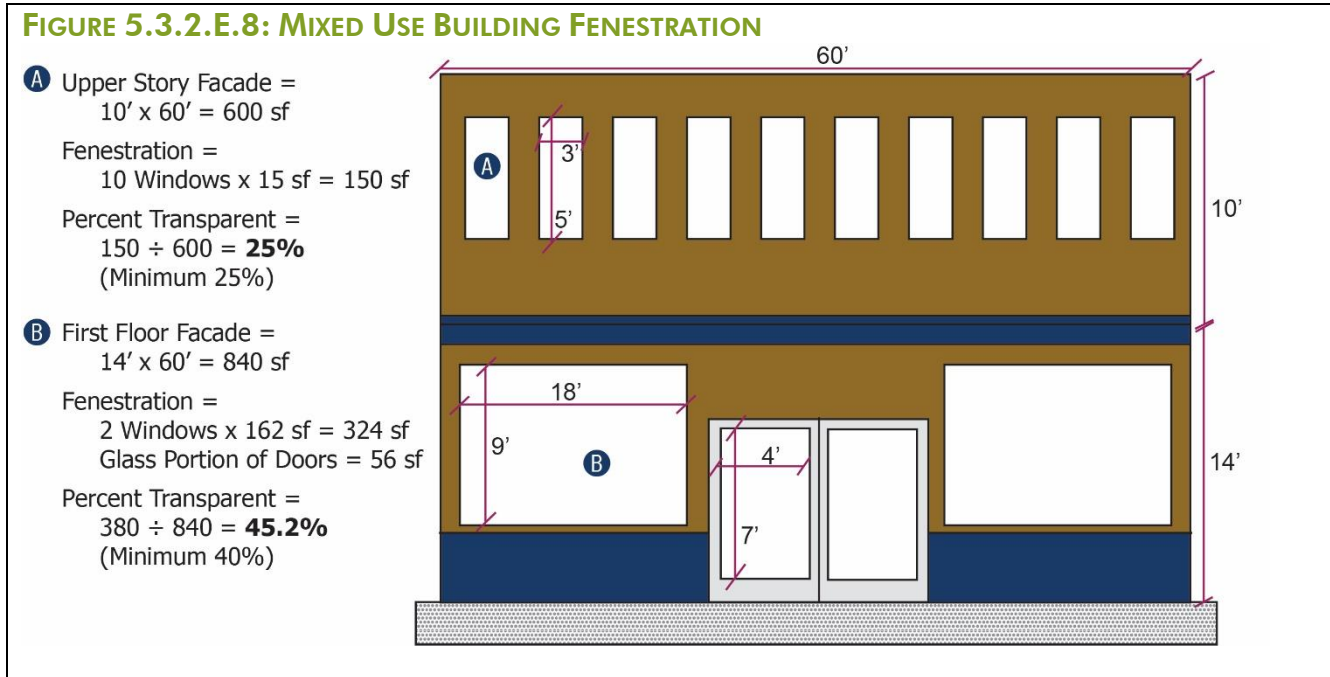 FIGURE 5.3.2.E.8: MIXED USE BUILDING FENESTRATION
A Upper Story Facade =
10' x 60' = 600 sf
Fenestration =
10 Windows x 15 sf = 150 sf
Percent Transparent =
150 ÷ 600 = 25%
(Minimum 25%)
B First Floor Facade =
14' x 60' = 840 sf
Fenestration =
2 Windows x 162 sf = 324 sf
Glass Portion of Doors = 56 sf
Percent Transparent =
380 ÷ 840 = 45.2%
(Minimum 40%)
60'
A
3'
5'
10'
18'
9'
B
4'
7'
14'